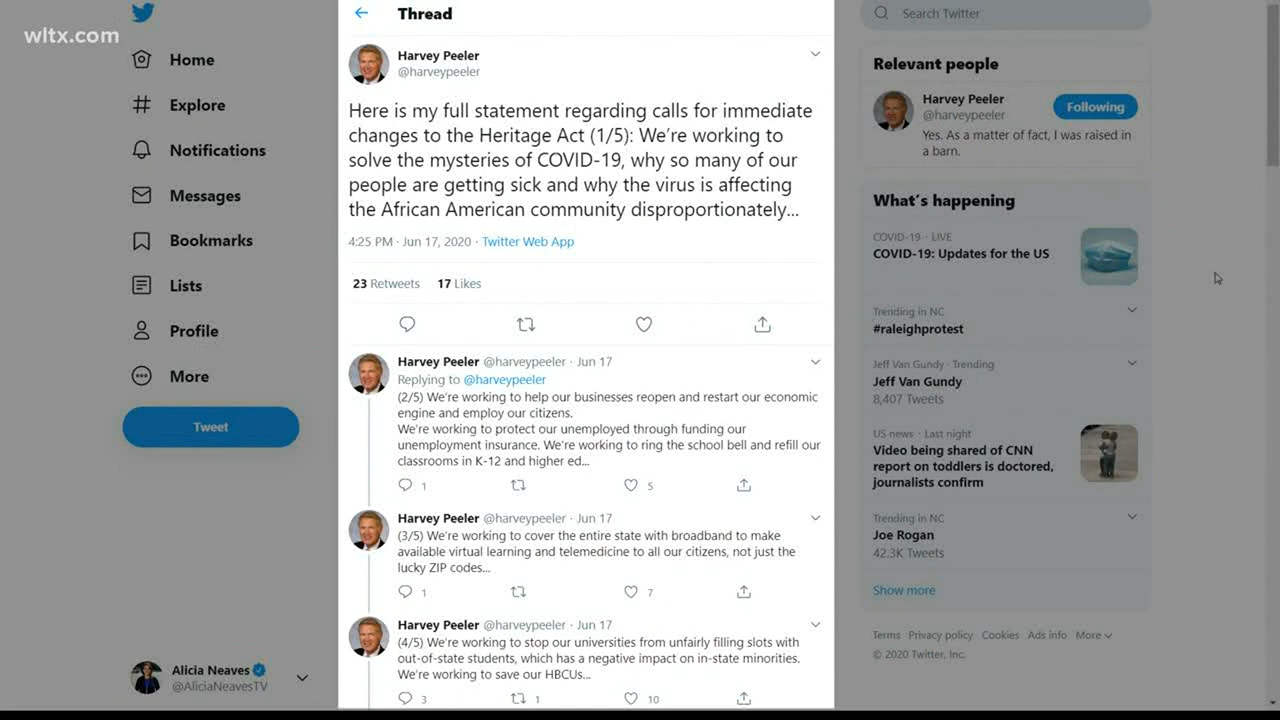 wltx.com
Home
Explore
Notifications
Messages
Bookmarks
Lists
Profile
More
Tweet
Alicia Neaves
@AliciaNeavesTV
Thread
Harvey Peeler
@harveypeeler
Here is my full statement regarding calls for immediate
changes to the Heritage Act (1/5): We're working to
solve the mysteries of COVID-19, why so many of our
people are getting sick and why the virus is affecting
the African American community disproportionately...
4:25 PM · Jun 17, 2020 · Twitter Web App
23 Retweets 17 Likes
Harvey Peeler @harveypeeler · Jun 17
Replying to @harveypeeler
(2/5) We're working to help our businesses reopen and restart our economic
engine and employ our citizens.
We're working to protect our unemployed through funding our
unemployment insurance. We're working to ring the school bell and refill our
classrooms in K-12 and higher ed...
1 5
Harvey Peeler @harveypeeler · Jun 17
(3/5) We're working to cover the entire state with broadband to make
available virtual learning and telemedicine to all our citizens, not just the
lucky ZIP codes...
1 7
Harvey Peeler @harveypeeler · Jun 17
(4/5) We're working to stop our universities from unfairly filling slots with
out-of-state students, which has a negative impact on in-state minorities.
We're working to save our HBCUs...
3 1 10
Search Twitter
Relevant people
Harvey Peeler
@harveypeeler
Following
Yes. As a matter of fact, I was raised in
a barn.
What's happening
COVID-19 · LIVE
COVID-19: Updates for the US
Trending in NC
#raleighprotest
Jeff Van Gundy · Trending
Jeff Van Gundy
8,407 Tweets
US news · Last night
Video being shared of CNN
report on toddlers is doctored,
journalists confirm
Trending in NC
Joe Rogan
42.3K Tweets
Show more
Terms Privacy policy Cookies Ads info More
© 2020 Twitter, Inc.